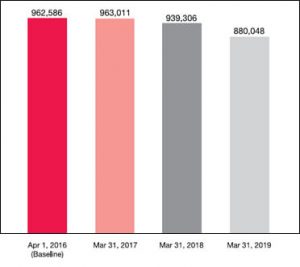 962,586
963,011
939,306
880,048
Apr 1, 2016
(Baseline)
Mar 31, 2017
Mar 31, 2018
Mar 31, 2019